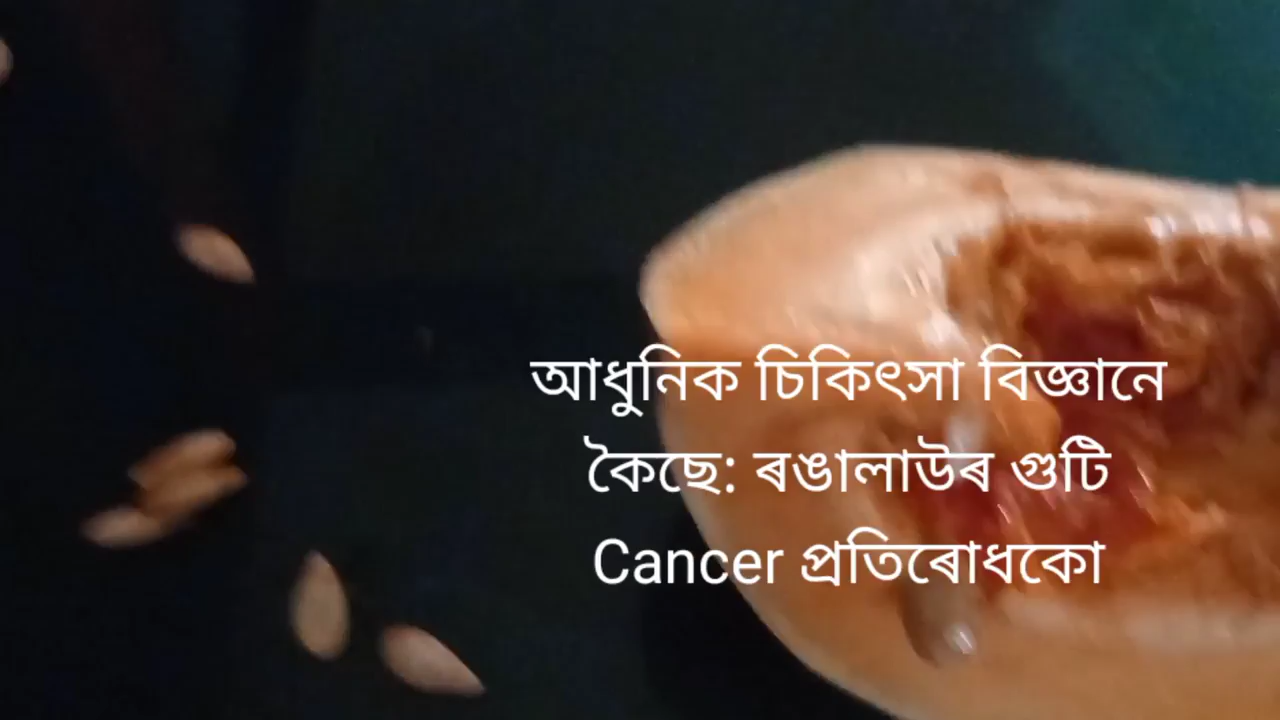 আধুনিক চিকিৎসা বিজ্ঞানে
কৈছে: ৰঙালাউৰ গুটি
Cancer প্ৰতিৰোধকো